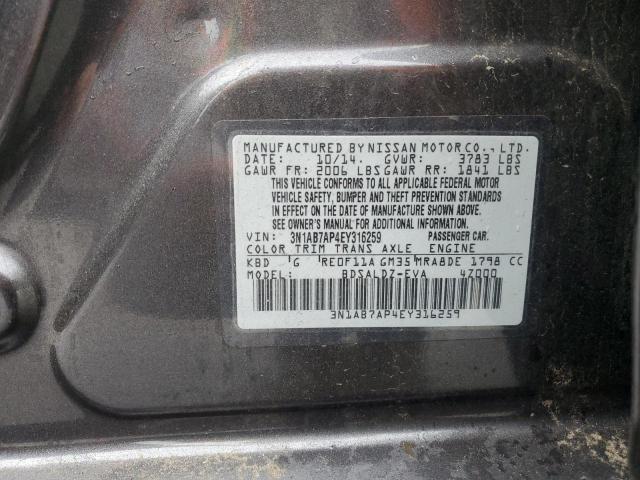 MANUFACTURED BY NISSAN MOTOR CO., LTD.
DATE: 10/14. GVWR: 3783 LBS
GAWR FR: 2006 LBS GAWR RR: 1841 LBS
THIS VEHICLE CONFORMS TO ALL APPLICABLE FEDERAL MOTOR
VEHICLE SAFETY, BUMPER AND THEFT PREVENTION STANDARDS
IN EFFECT ON THE DATE OF MANUFACTURE SHOWN ABOVE.
SEE OWNER'S MANUAL FOR ADDITIONAL INFORMATION.
VIN: 3N1AB7AP4EY316259 PASSENGER CAR.
COLOR TRIM TRANS AXLE ENGINE
KBD G RE0F11A GM35 MRA8DE 1798 CC
MODEL: BDSALDZ-EVA 4Z000
3N1AB7AP4EY316259